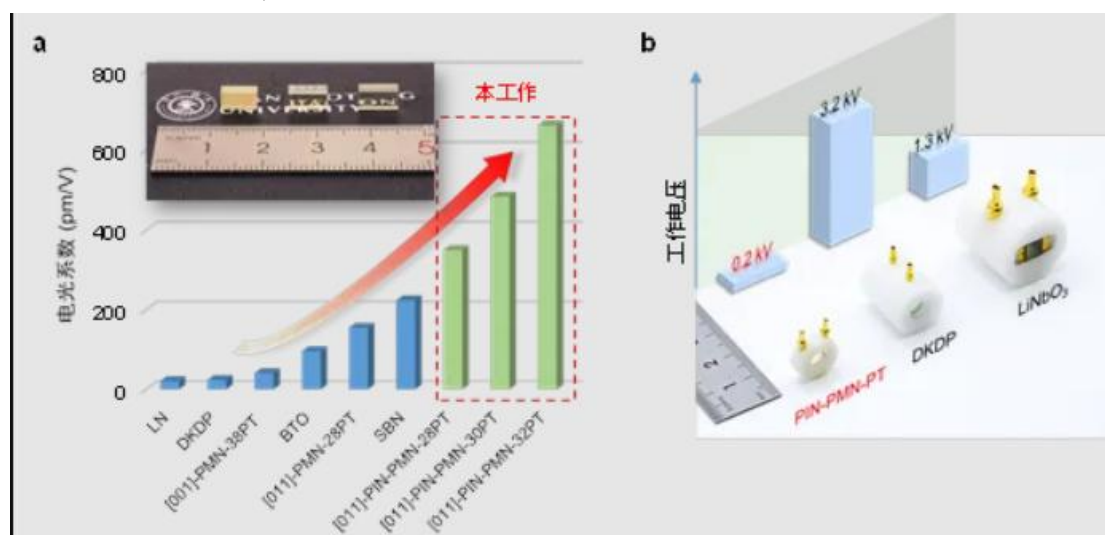 a
800
600
400
200
0
电光系数 (pm/V)
1
2
3
4
5
本工作
LN
DKDP
[001]-PMN-38PT
BTO
[011]-PMN-28PT
SBN
[011]-PIN-PMN-28PT
[011]-PIN-PMN-30PT
[011]-PIN-PMN-32PT
b
工作电压
0.2 kV
3.2 kV
1.3 kV
1
2
PIN-PMN-PT
DKDP
LiNbO₃